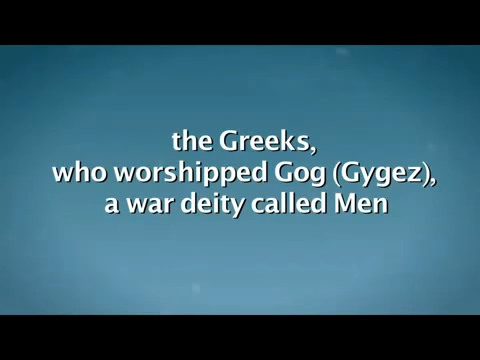 the Greeks,
who worshipped Gog (Gygez),
a war deity called Men